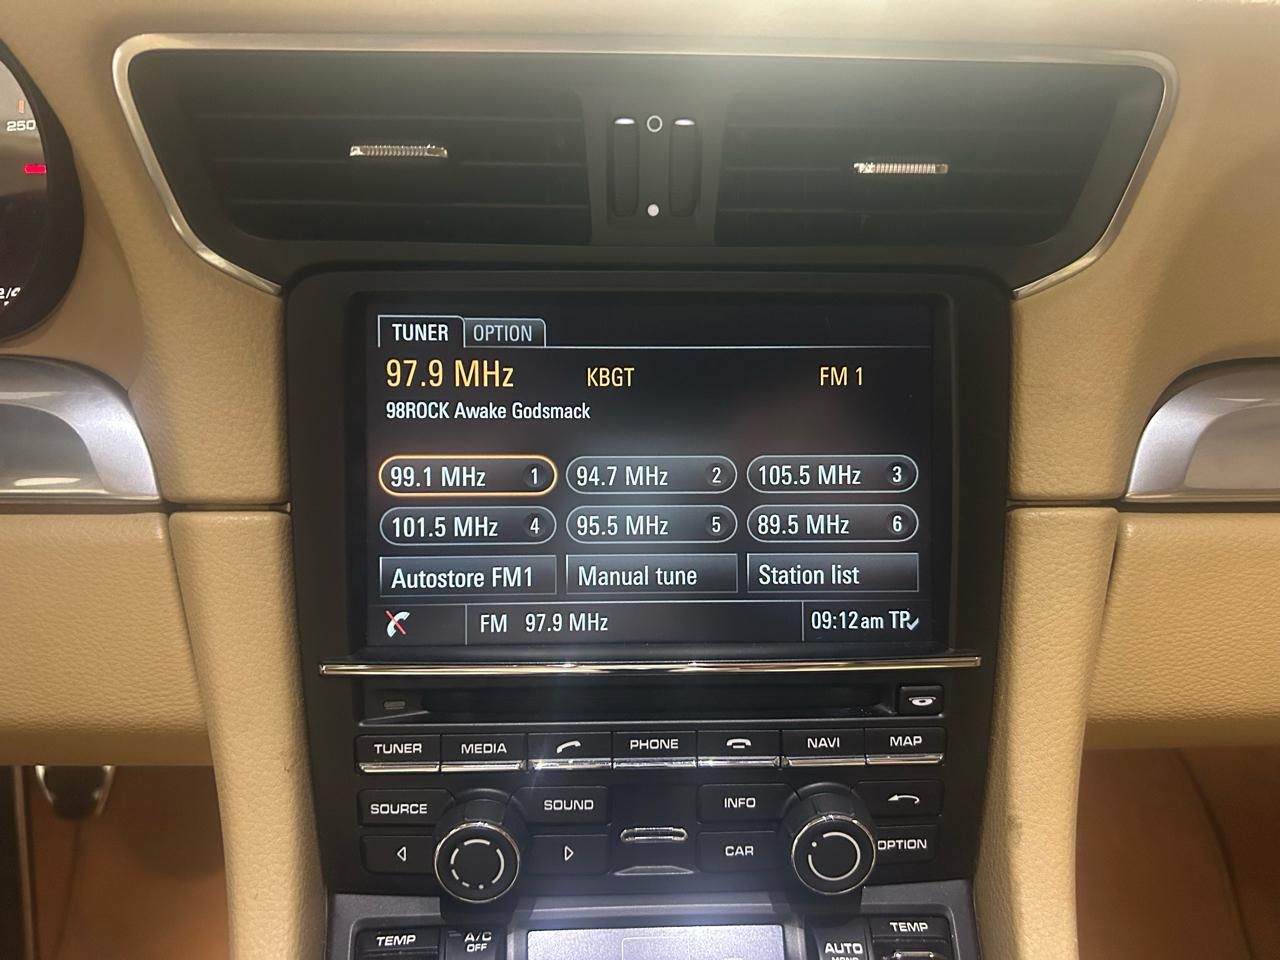 250
TUNER OPTION
97.9 MHz KBGT FM 1
98ROCK Awake Godsmack
99.1 MHz 1 94.7 MHz 2 105.5 MHz 3
101.5 MHz 4 95.5 MHz 5 89.5 MHz 6
Autostore FM1 Manual tune Station list
FM 97.9 MHz 09:12am TP
TUNER MEDIA PHONE NAVI MAP
SOURCE SOUND INFO
CAR OPTION
TEMP A/C OFF AUTO TEMP